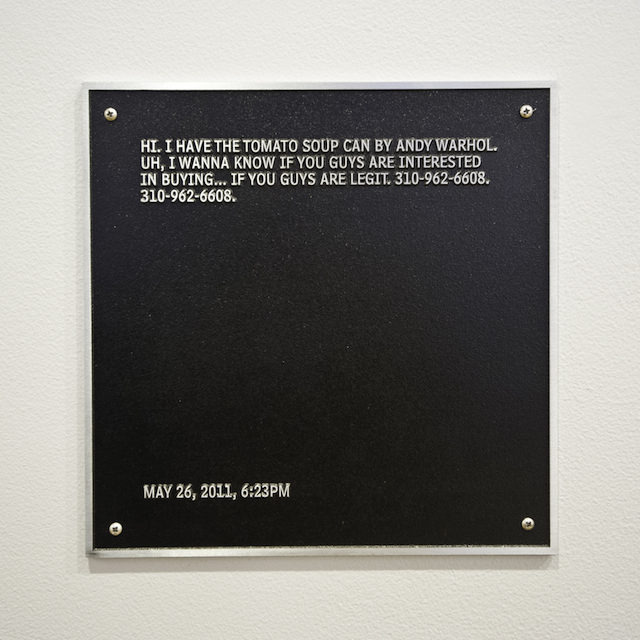 HI. I HAVE THE TOMATO SOUP CAN BY ANDY WARHOL.
UH, I WANNA KNOW IF YOU GUYS ARE INTERESTED
IN BUYING... IF YOU GUYS ARE LEGIT. 310-962-6608.
310-962-6608.
MAY 26, 2011, 6:23PM